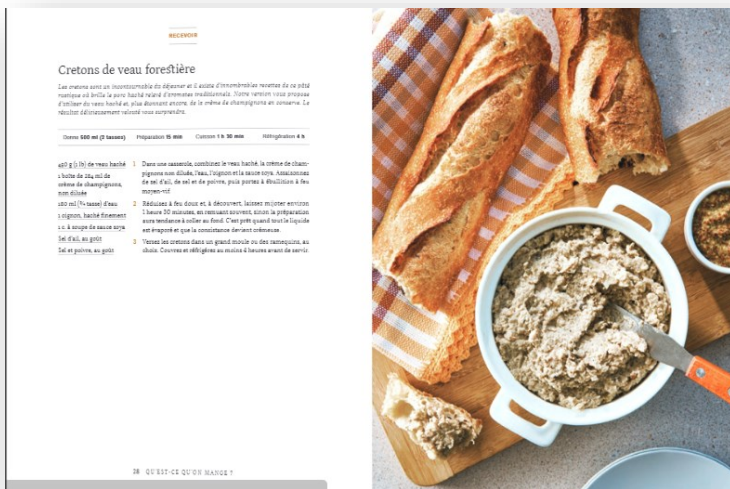 RECEVOIR
Cretons de veau forestière
Les cretons sont un incontournable du déjeuner et il existe d'innombrables recettes de ce pâté
rustique où brille le porc haché relevé d'aromates traditionnels. Notre version vous propose
d'utiliser du veau haché et, plus étonnant encore, de la crème de champignons en conserve. Le
résultat délicieusement velouté vous surprendra.
Donne 500 ml (2 tasses) Préparation 15 min Cuisson 1 h 30 min Réfrigération 4 h
450 g (1 lb) de veau haché
1 boîte de 284 ml de
crème de champignons,
non diluée
180 ml (¾ tasse) d'eau
1 oignon, haché finement
1 c. à soupe de sauce soya
Sel d'ail, au goût
Sel et poivre, au goût
1 Dans une casserole, combinez le veau haché, la crème de cham-
pignons non diluée, l'eau, l'oignon et la sauce soya. Assaisonnez
de sel d'ail, de sel et de poivre, puis portez à ébullition à feu
moyen-vif.
2 Réduisez à feu doux et, à découvert, laissez mijoter environ
1 heure 30 minutes, en remuant souvent, sinon la préparation
aura tendance à coller au fond. C'est prêt quand tout le liquide
est évaporé et que la consistance devient crémeuse.
3 Versez les cretons dans un grand moule ou des ramequins, au
choix. Couvrez et réfrigérez au moins 4 heures avant de servir.
28 QU'EST-CE QU'ON MANGE ?